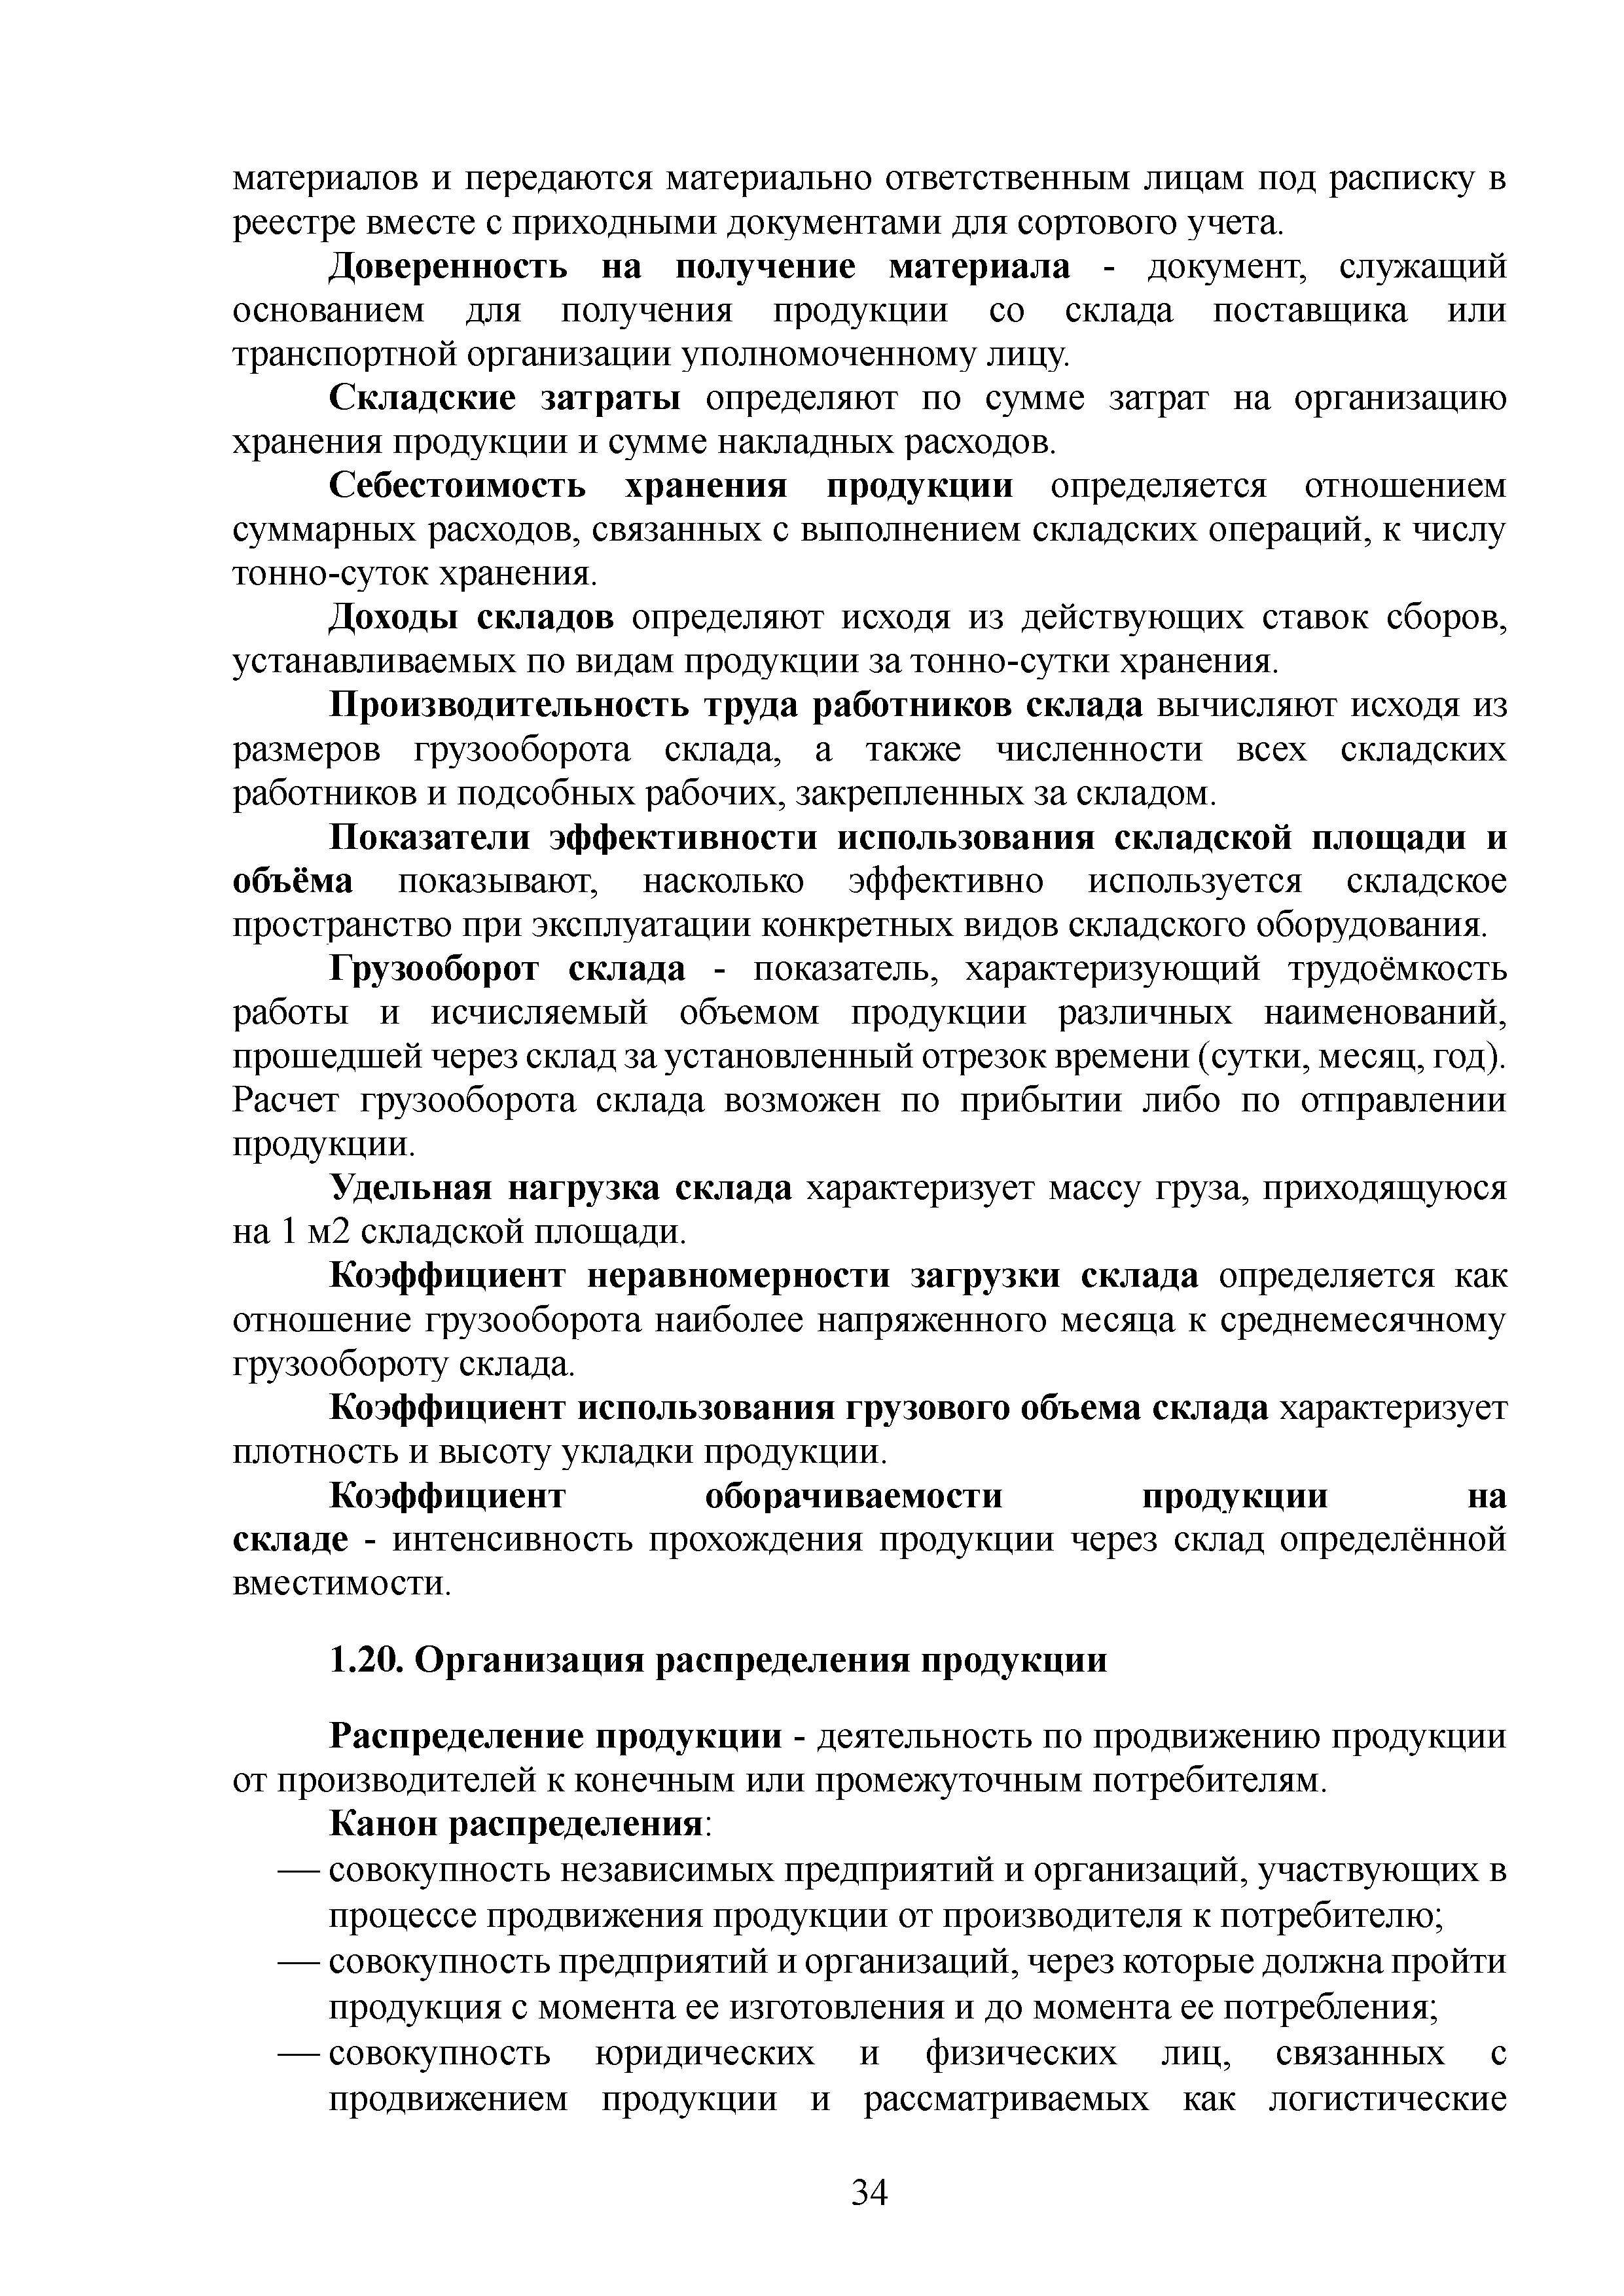 материалов и передаются материально ответственным лицам под расписку в
реестре вместе с приходными документами для сортового учета.
Доверенность на получение материала - документ, служащий
основанием для получения продукции со склада поставщика или
транспортной организации уполномоченному лицу.
Складские затраты определяют по сумме затрат на организацию
хранения продукции и сумме накладных расходов.
Себестоимость хранения продукции определяется отношением
суммарных расходов, связанных с выполнением складских операций, к числу
тонно-суток хранения.
Доходы складов определяют исходя из действующих ставок сборов,
устанавливаемых по видам продукции за тонно-сутки хранения.
Производительность труда работников склада вычисляют исходя из
размеров грузооборота склада, а также численности всех складских
работников и подсобных рабочих, закрепленных за складом.
Показатели эффективности использования складской площади и
объёма показывают, насколько эффективно используется складское
пространство при эксплуатации конкретных видов складского оборудования.
Грузооборот склада - показатель, характеризующий трудоёмкость
работы и исчисляемый объемом продукции различных наименований,
прошедшей через склад за установленный отрезок времени (сутки, месяц, год).
Расчет грузооборота склада возможен по прибытии либо по отправлении
продукции.
Удельная нагрузка склада характеризует массу груза, приходящуюся
на 1 м2 складской площади.
Коэффициент неравномерности загрузки склада определяется как
отношение грузооборота наиболее напряженного месяца к среднемесячному
грузообороту склада.
Коэффициент использования грузового объема склада характеризует
плотность и высоту укладки продукции.
Коэффициент оборачиваемости продукции на
складе - интенсивность прохождения продукции через склад определённой
вместимости.
1.20. Организация распределения продукции
Распределение продукции - деятельность по продвижению продукции
от производителей к конечным или промежуточным потребителям.
Канон распределения:
— совокупность независимых предприятий и организаций, участвующих в
процессе продвижения продукции от производителя к потребителю;
— совокупность предприятий и организаций, через которые должна пройти
продукция с момента ее изготовления и до момента ее потребления;
— совокупность юридических и физических лиц, связанных с
продвижением продукции и рассматриваемых как логистические
34